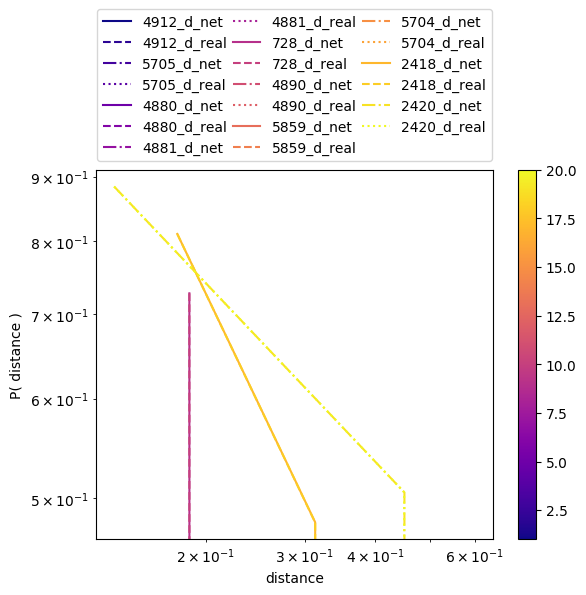 4912_d_net 4881_d_real 5704_d_net
4912_d_real 728_d_net 5704_d_real
5705_d_net 728_d_real 2418_d_net
5705_d_real 4890_d_net 2418_d_real
4880_d_net 4890_d_real 2420_d_net
4880_d_real 5859_d_net 2420_d_real
4881_d_net 5859_d_real
9 × 10⁻¹
8 × 10⁻¹
7 × 10⁻¹
6 × 10⁻¹
5 × 10⁻¹
P( distance )
2 × 10⁻¹ 3 × 10⁻¹ 4 × 10⁻¹ 6 × 10⁻¹
distance
20.0
17.5
15.0
12.5
10.0
7.5
5.0
2.5